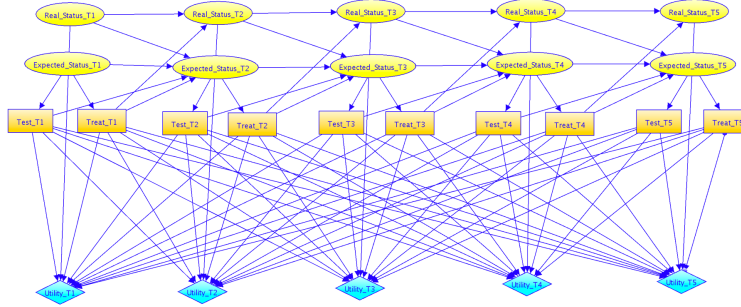 Real_Status_T1
Real_Status_T2
Real_Status_T3
Real_Status_T4
Real_Status_T5
Expected_Status_T1
Expected_Status_T2
Expected_Status_T3
Expected_Status_T4
Expected_Status_T5
Test_T1
Treat_T1
Test_T2
Treat_T2
Test_T3
Treat_T3
Test_T4
Treat_T4
Test_T5
Treat_T5
Utility_T1
Utility_T2
Utility_T3
Utility_T4
Utility_T5